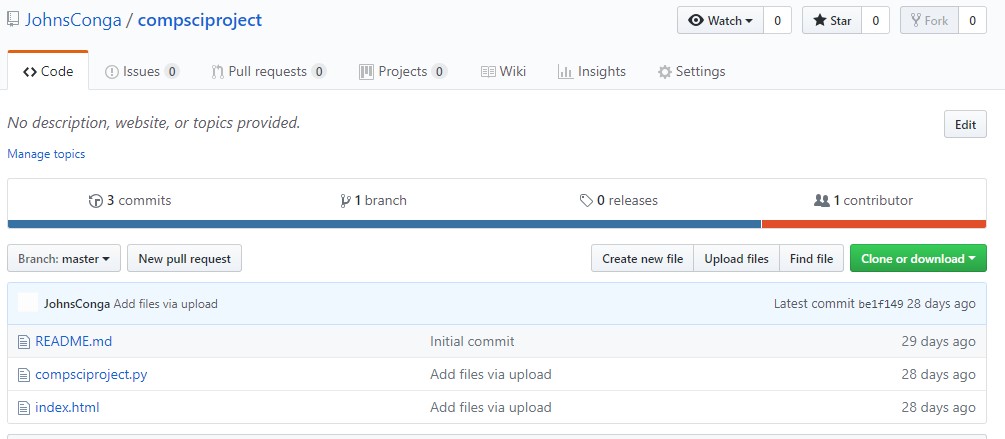 JohnsConga / compsciproject Watch 0 Star 0 Fork 0
Code Issues 0 Pull requests 0 Projects 0 Wiki Insights Settings
No description, website, or topics provided. Edit
Manage topics
3 commits 1 branch 0 releases 1 contributor
Branch: master New pull request Create new file Upload files Find file Clone or download
JohnsConga Add files via upload Latest commit be1f149 28 days ago
README.md Initial commit 29 days ago
compsciproject.py Add files via upload 28 days ago
index.html Add files via upload 28 days ago